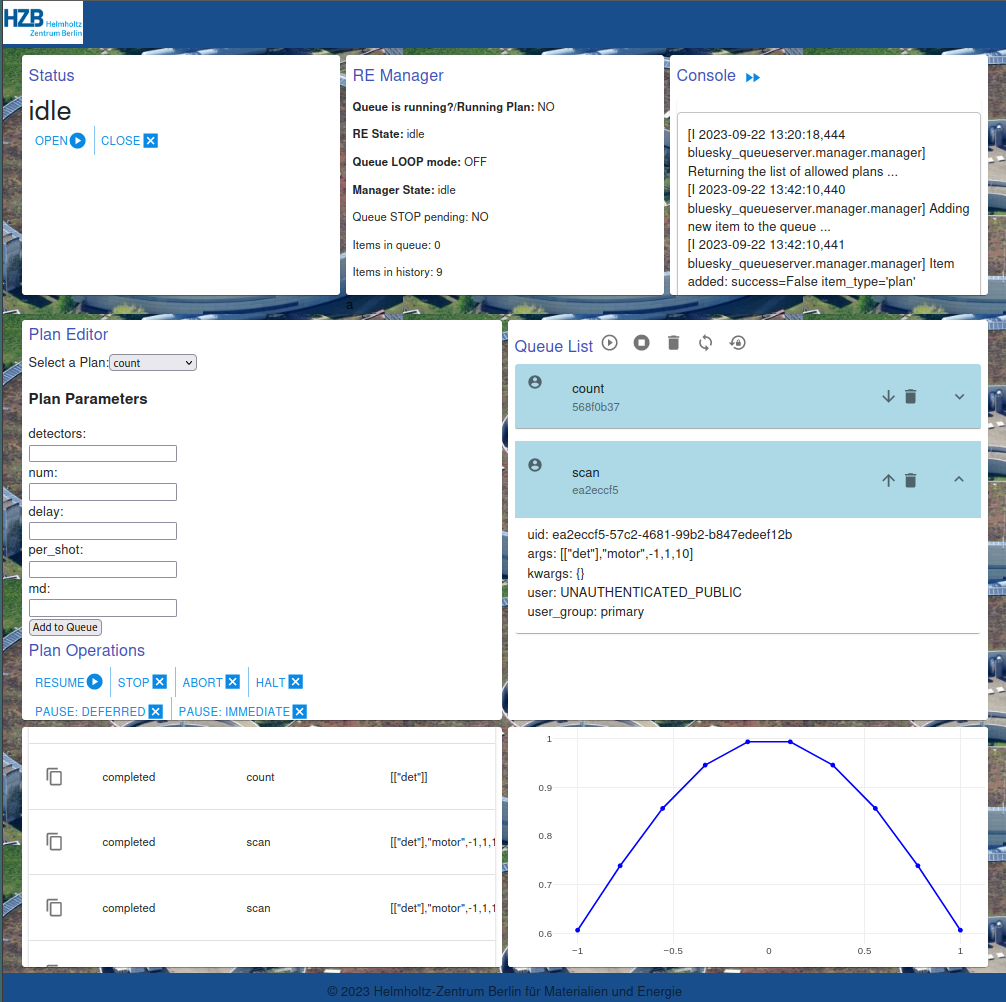 HZB Helmholtz
Zentrum Berlin
Status
idle
OPEN
CLOSE
RE Manager
Queue is running?/Running Plan: NO
RE State: idle
Queue LOOP mode: OFF
Manager State: idle
Queue STOP pending: NO
Items in queue: 0
Items in history: 9
Console
[I 2023-09-22 13:20:18,444
bluesky_queueserver.manager.manager]
Returning the list of allowed plans ...
[I 2023-09-22 13:42:10,440
bluesky_queueserver.manager.manager] Adding
new item to the queue ...
[I 2023-09-22 13:42:10,441
bluesky_queueserver.manager.manager] Item
added: success=False item_type='plan'
a
Plan Editor
Select a Plan: count
Plan Parameters
detectors:
num:
delay:
per_shot:
md:
Add to Queue
Plan Operations
RESUME
STOP
ABORT
HALT
PAUSE: DEFERRED
PAUSE: IMMEDIATE
Queue List
count
568f0b37
scan
ea2eccf5
uid: ea2eccf5-57c2-4681-99b2-b847edeef12b
args: [["det"],"motor",-1,1,10]
kwargs: {}
user: UNAUTHENTICATED_PUBLIC
user_group: primary
completed count [["det"]]
completed scan [["det"],"motor",-1,1,1
completed scan [["det"],"motor",-1,1,1
1
0.9
0.8
0.7
0.6
−1 −0.5 0 0.5 1
© 2023 Helmholtz-Zentrum Berlin für Materialien und Energie